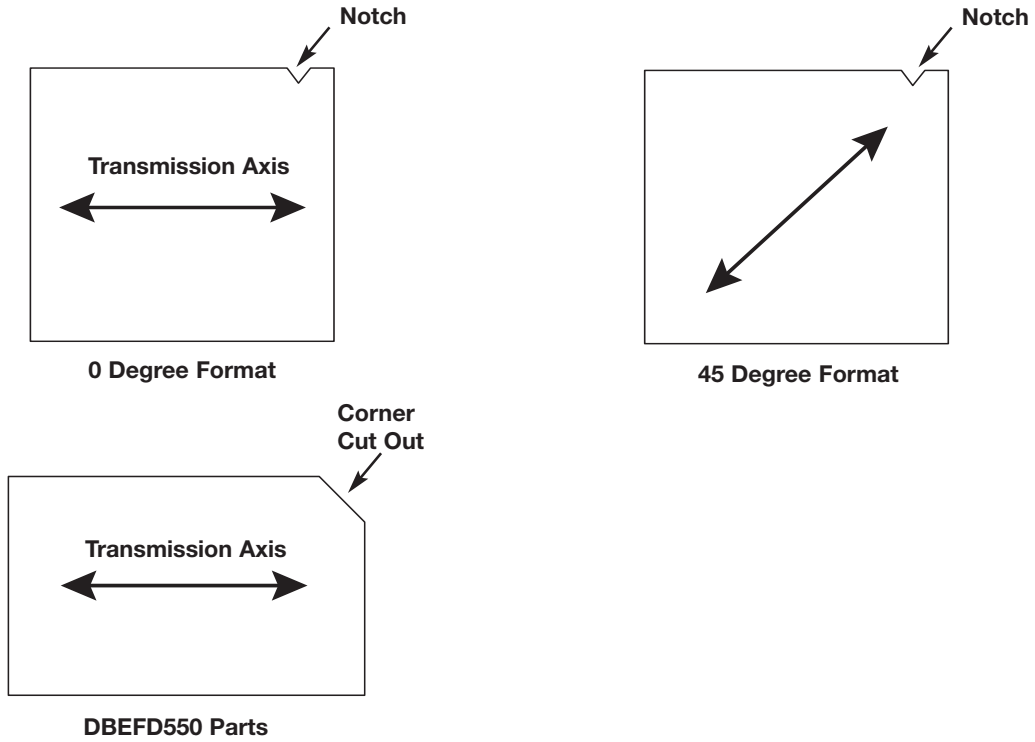 Notch
Transmission Axis
0 Degree Format
Notch
45 Degree Format
Corner
Cut Out
Transmission Axis
DBEFD550 Parts